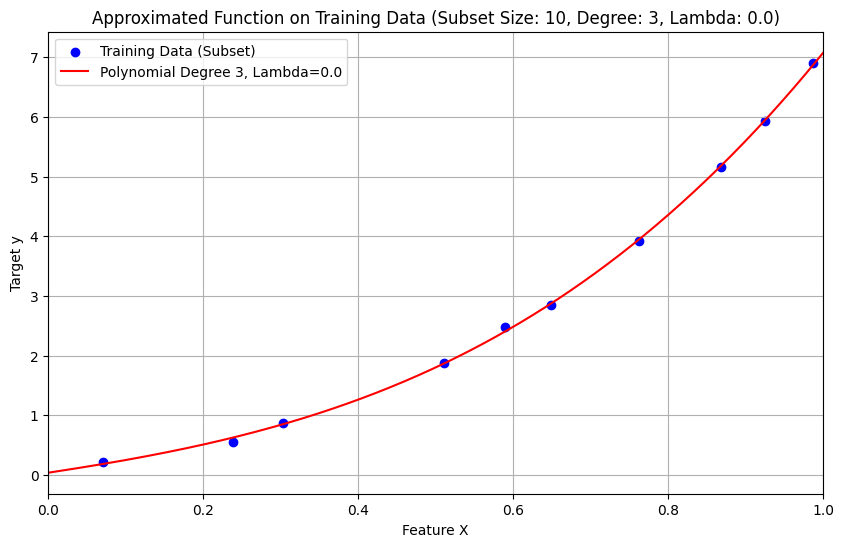 Approximated Function on Training Data (Subset Size: 10, Degree: 3, Lambda: 0.0)
Training Data (Subset)
Polynomial Degree 3, Lambda=0.0
Target y
7
6
5
4
3
2
1
0
0.0 0.2 0.4 0.6 0.8 1.0
Feature X